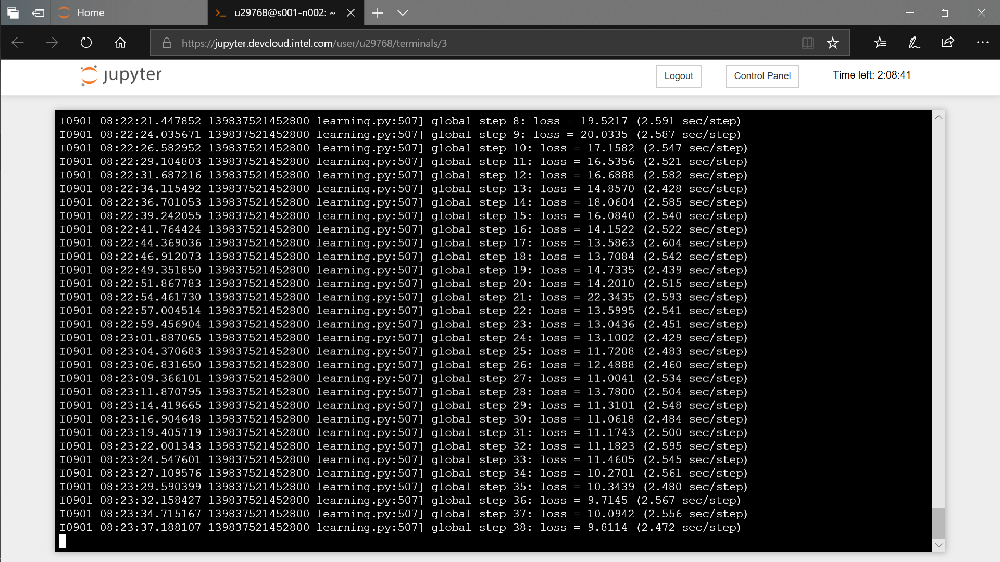 Home
u29768@s001-n002: ~
https://jupyter.devcloud.intel.com/user/u29768/terminals/3
jupyter
Logout
Control Panel
Time left: 2:08:41
I0901 08:22:21.447852 139837521452800 learning.py:507] global step 8: loss = 19.5217 (2.591 sec/step)
I0901 08:22:24.035671 139837521452800 learning.py:507] global step 9: loss = 20.0335 (2.587 sec/step)
I0901 08:22:26.582952 139837521452800 learning.py:507] global step 10: loss = 17.1582 (2.547 sec/step)
I0901 08:22:29.104803 139837521452800 learning.py:507] global step 11: loss = 16.5356 (2.521 sec/step)
I0901 08:22:31.687216 139837521452800 learning.py:507] global step 12: loss = 16.6888 (2.582 sec/step)
I0901 08:22:34.115492 139837521452800 learning.py:507] global step 13: loss = 14.8570 (2.428 sec/step)
I0901 08:22:36.701053 139837521452800 learning.py:507] global step 14: loss = 18.0604 (2.585 sec/step)
I0901 08:22:39.242055 139837521452800 learning.py:507] global step 15: loss = 16.0840 (2.540 sec/step)
I0901 08:22:41.764424 139837521452800 learning.py:507] global step 16: loss = 14.1522 (2.522 sec/step)
I0901 08:22:44.369036 139837521452800 learning.py:507] global step 17: loss = 13.5863 (2.604 sec/step)
I0901 08:22:46.912073 139837521452800 learning.py:507] global step 18: loss = 13.7084 (2.542 sec/step)
I0901 08:22:49.351850 139837521452800 learning.py:507] global step 19: loss = 14.7335 (2.439 sec/step)
I0901 08:22:51.867783 139837521452800 learning.py:507] global step 20: loss = 14.2010 (2.515 sec/step)
I0901 08:22:54.461730 139837521452800 learning.py:507] global step 21: loss = 22.3435 (2.593 sec/step)
I0901 08:22:57.004514 139837521452800 learning.py:507] global step 22: loss = 13.5995 (2.541 sec/step)
I0901 08:22:59.456904 139837521452800 learning.py:507] global step 23: loss = 13.0436 (2.451 sec/step)
I0901 08:23:01.887065 139837521452800 learning.py:507] global step 24: loss = 13.1002 (2.429 sec/step)
I0901 08:23:04.370683 139837521452800 learning.py:507] global step 25: loss = 11.7208 (2.483 sec/step)
I0901 08:23:06.831650 139837521452800 learning.py:507] global step 26: loss = 12.4888 (2.460 sec/step)
I0901 08:23:09.366101 139837521452800 learning.py:507] global step 27: loss = 11.0041 (2.534 sec/step)
I0901 08:23:11.870795 139837521452800 learning.py:507] global step 28: loss = 13.7800 (2.504 sec/step)
I0901 08:23:14.419665 139837521452800 learning.py:507] global step 29: loss = 11.3101 (2.548 sec/step)
I0901 08:23:16.904648 139837521452800 learning.py:507] global step 30: loss = 11.0618 (2.484 sec/step)
I0901 08:23:19.405719 139837521452800 learning.py:507] global step 31: loss = 11.1743 (2.500 sec/step)
I0901 08:23:22.001343 139837521452800 learning.py:507] global step 32: loss = 11.1823 (2.595 sec/step)
I0901 08:23:24.547601 139837521452800 learning.py:507] global step 33: loss = 11.4605 (2.545 sec/step)
I0901 08:23:27.109576 139837521452800 learning.py:507] global step 34: loss = 10.2701 (2.561 sec/step)
I0901 08:23:29.590399 139837521452800 learning.py:507] global step 35: loss = 10.3439 (2.480 sec/step)
I0901 08:23:32.158427 139837521452800 learning.py:507] global step 36: loss = 9.7145 (2.567 sec/step)
I0901 08:23:34.715167 139837521452800 learning.py:507] global step 37: loss = 10.0942 (2.556 sec/step)
I0901 08:23:37.188107 139837521452800 learning.py:507] global step 38: loss = 9.8114 (2.472 sec/step)